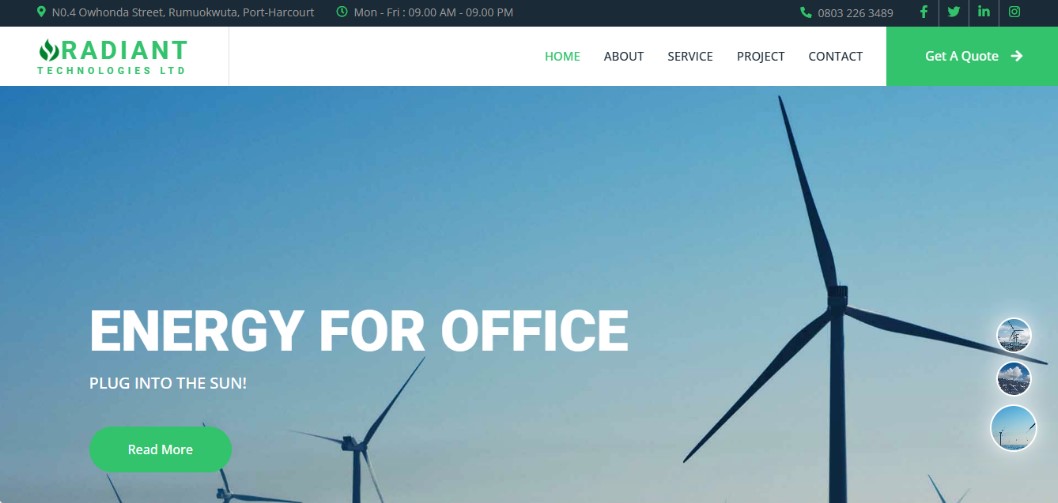 N0.4 Owhonda Street, Rumuokwuta, Port-Harcourt
Mon - Fri : 09.00 AM - 09.00 PM
0803 226 3489
RADIANT
TECHNOLOGIES LTD
HOME
ABOUT
SERVICE
PROJECT
CONTACT
Get A Quote
ENERGY FOR OFFICE
PLUG INTO THE SUN!
Read More